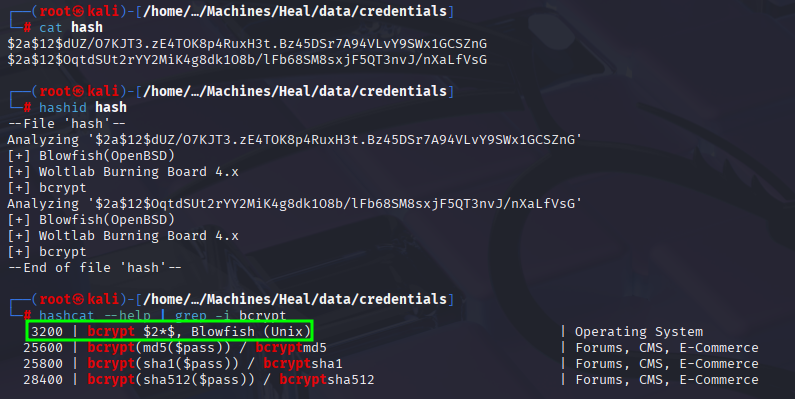 ┌──(root㉿kali)-[/home/…/Machines/Heal/data/credentials]
└─# cat hash
$2a$12$dUZ/O7KJT3.zE4TOK8p4RuxH3t.Bz45DSr7A94VLvY9SWx1GCSZnG
$2a$12$OqtdSUt2rYY2MiK4g8dk1O8b/lFb68SM8sxjF5QT3nvJ/nXaLfVsG
┌──(root㉿kali)-[/home/…/Machines/Heal/data/credentials]
└─# hashid hash
--File 'hash'--
Analyzing '$2a$12$dUZ/O7KJT3.zE4TOK8p4RuxH3t.Bz45DSr7A94VLvY9SWx1GCSZnG'
[+] Blowfish(OpenBSD)
[+] Woltlab Burning Board 4.x
[+] bcrypt
Analyzing '$2a$12$OqtdSUt2rYY2MiK4g8dk1O8b/lFb68SM8sxjF5QT3nvJ/nXaLfVsG'
[+] Blowfish(OpenBSD)
[+] Woltlab Burning Board 4.x
[+] bcrypt
--End of file 'hash'--
┌──(root㉿kali)-[/home/…/Machines/Heal/data/credentials]
└─# hashcat --help | grep -i bcrypt
3200 | bcrypt $2*$, Blowfish (Unix) | Operating System
25600 | bcrypt(md5($pass)) / bcryptmd5 | Forums, CMS, E-Commerce
25800 | bcrypt(sha1($pass)) / bcryptsha1 | Forums, CMS, E-Commerce
28400 | bcrypt(sha512($pass)) / bcryptsha512 | Forums, CMS, E-Commerce